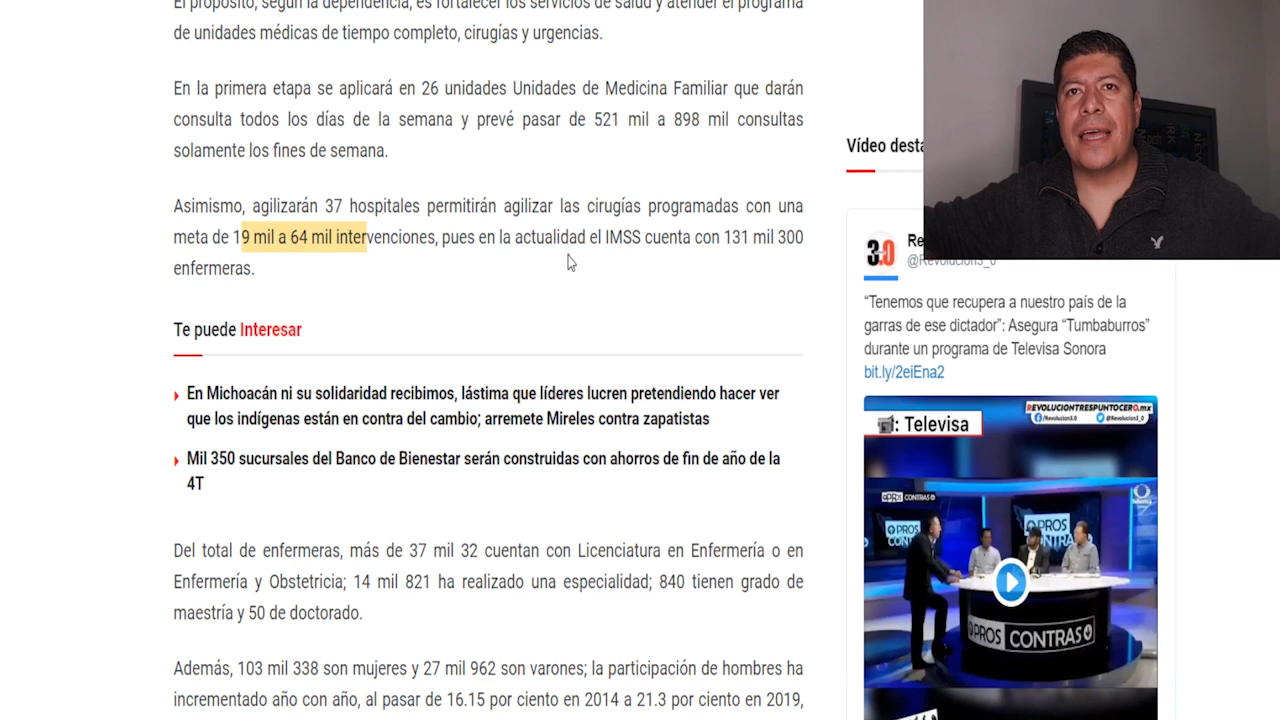 El propósito, según la dependencia, es fortalecer los servicios de salud y atender el programa
de unidades médicas de tiempo completo, cirugías y urgencias.
En la primera etapa se aplicará en 26 unidades Unidades de Medicina Familiar que darán
consulta todos los días de la semana y prevé pasar de 521 mil a 898 mil consultas
solamente los fines de semana.
Asimismo, agilizarán 37 hospitales permitirán agilizar las cirugías programadas con una
meta de 19 mil a 64 mil intervenciones, pues en la actualidad el IMSS cuenta con 131 mil 300
enfermeras.
Te puede Interesar
En Michoacán ni su solidaridad recibimos, lástima que líderes lucren pretendiendo hacer ver
que los indígenas están en contra del cambio; arremete Mireles contra zapatistas
Mil 350 sucursales del Banco de Bienestar serán construidas con ahorros de fin de año de la
4T
Del total de enfermeras, más de 37 mil 32 cuentan con Licenciatura en Enfermería o en
Enfermería y Obstetricia; 14 mil 821 ha realizado una especialidad; 840 tienen grado de
maestría y 50 de doctorado.
Además, 103 mil 338 son mujeres y 27 mil 962 son varones; la participación de hombres ha
incrementado año con año, al pasar de 16.15 por ciento en 2014 a 21.3 por ciento en 2019,
Vídeo desta
3.0
Re
@Revolucion3_0
“Tenemos que recupera a nuestro país de la
garras de ese dictador”: Asegura “Tumbaburros”
durante un programa de Televisa Sonora
bit.ly/2eiEna2
REVOLUCIONTRESPUNTOCERO.mx
/Revolucion3.0 @Revolucion3_0
: Televisa
PROS CONTRAS
PROS
CONT
PROS
CON
PROS CONTRAS